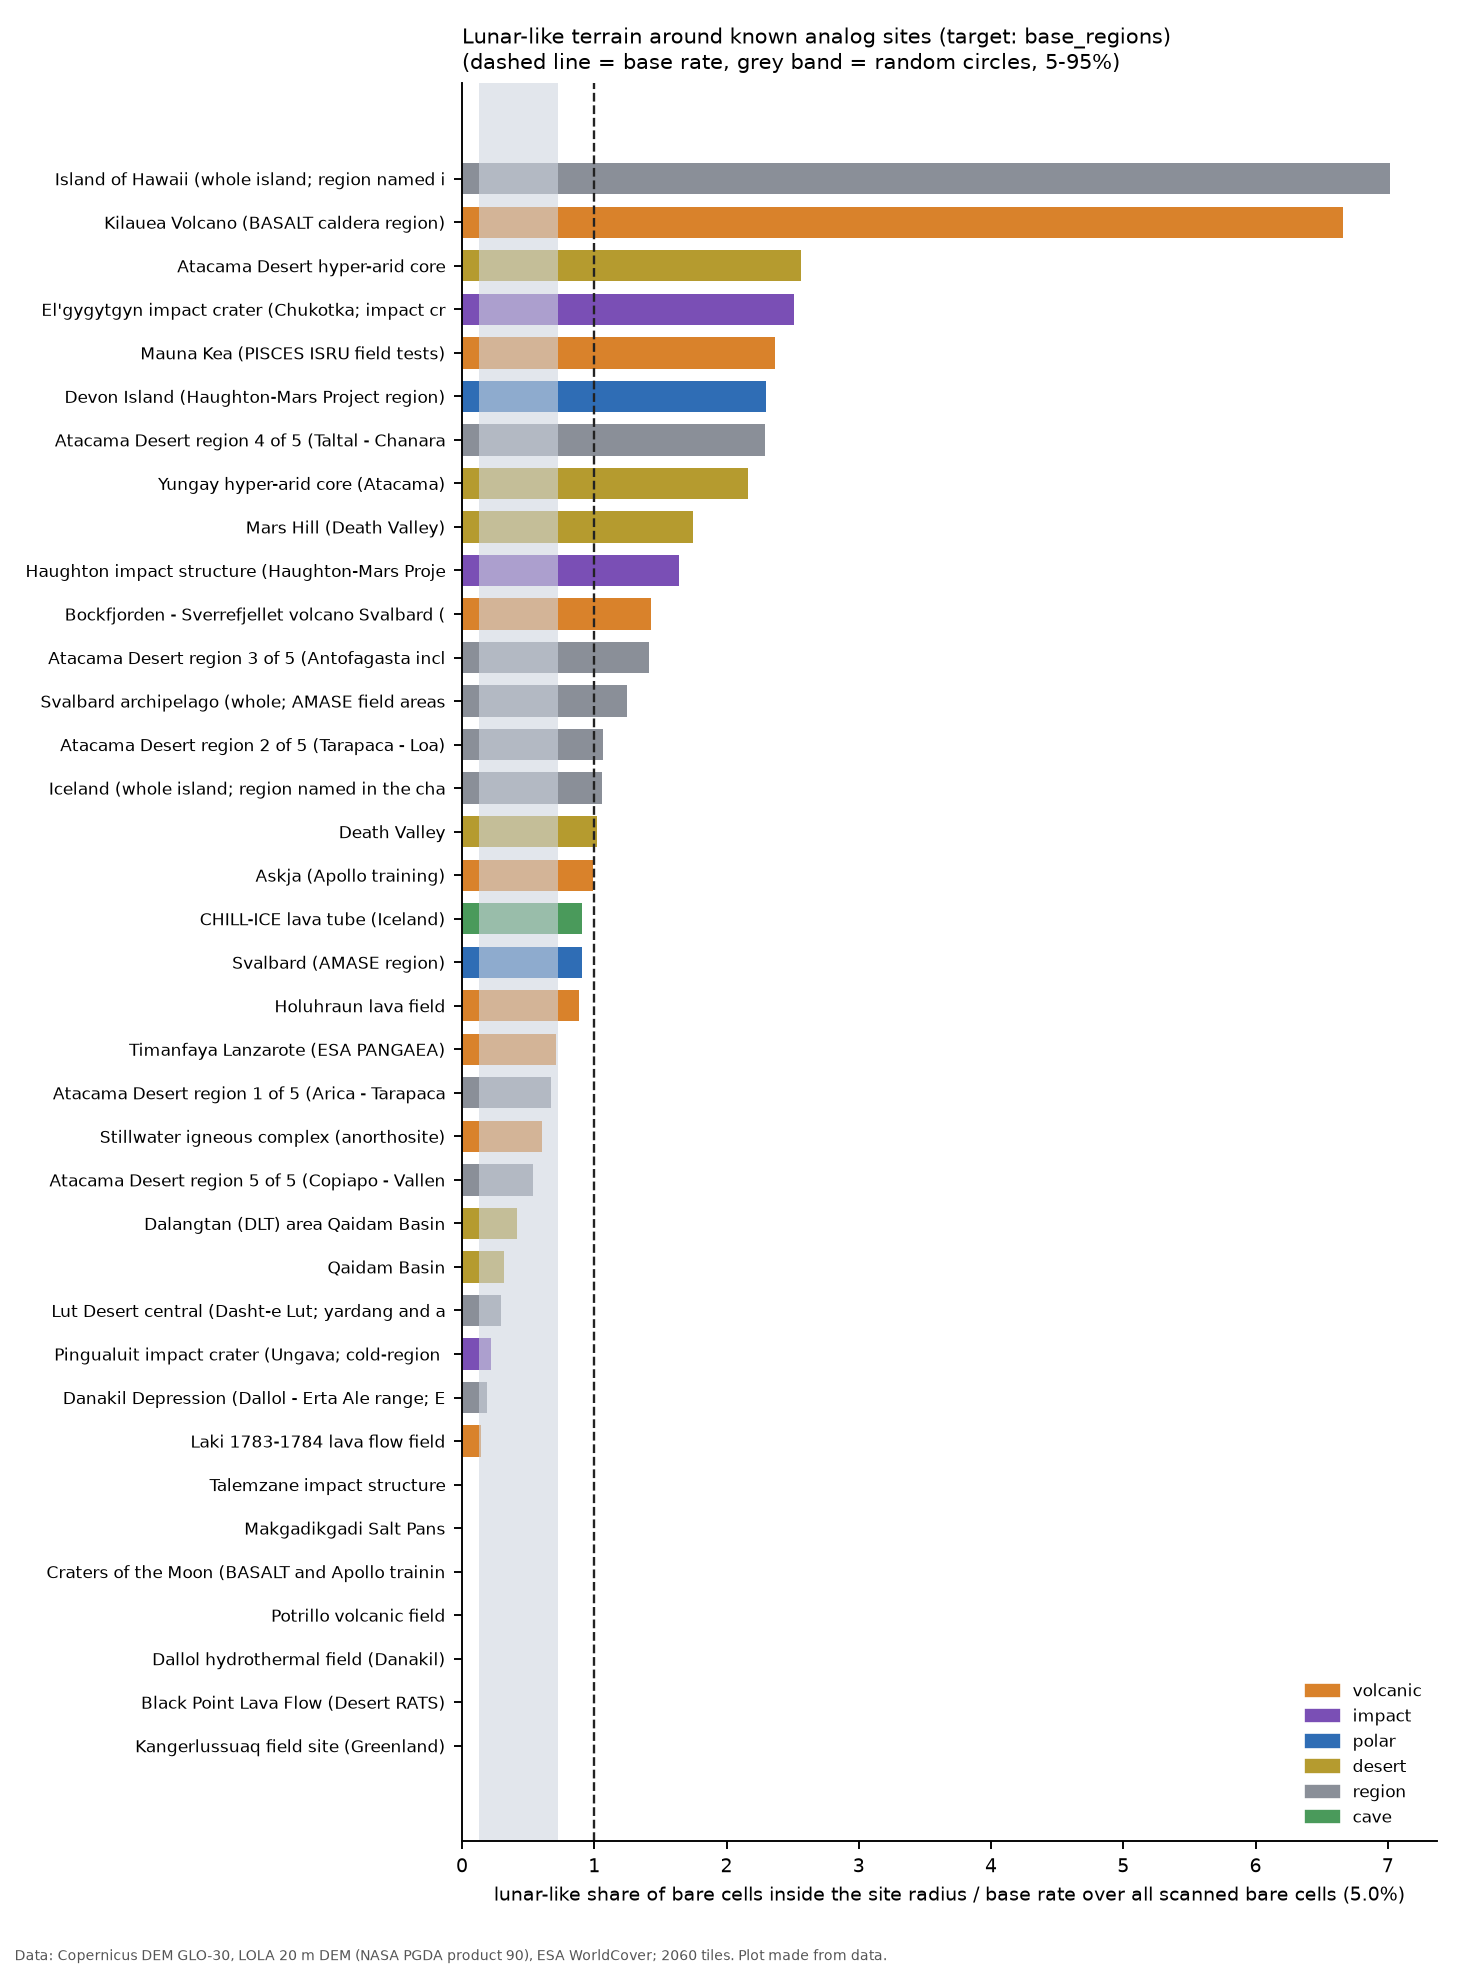 Lunar-like terrain around known analog sites (target: base_regions)
(dashed line = base rate, grey band = random circles, 5-95%)
Island of Hawaii (whole island; region named i
Kilauea Volcano (BASALT caldera region)
Atacama Desert hyper-arid core
El'gygytgyn impact crater (Chukotka; impact cr
Mauna Kea (PISCES ISRU field tests)
Devon Island (Haughton-Mars Project region)
Atacama Desert region 4 of 5 (Taltal - Chanara
Yungay hyper-arid core (Atacama)
Mars Hill (Death Valley)
Haughton impact structure (Haughton-Mars Proje
Bockfjorden - Sverrefjellet volcano Svalbard (
Atacama Desert region 3 of 5 (Antofagasta incl
Svalbard archipelago (whole; AMASE field areas
Atacama Desert region 2 of 5 (Tarapaca - Loa)
Iceland (whole island; region named in the cha
Death Valley
Askja (Apollo training)
CHILL-ICE lava tube (Iceland)
Svalbard (AMASE region)
Holuhraun lava field
Timanfaya Lanzarote (ESA PANGAEA)
Atacama Desert region 1 of 5 (Arica - Tarapaca
Stillwater igneous complex (anorthosite)
Atacama Desert region 5 of 5 (Copiapo - Vallen
Dalangtan (DLT) area Qaidam Basin
Qaidam Basin
Lut Desert central (Dasht-e Lut; yardang and a
Pingualuit impact crater (Ungava; cold-region
Danakil Depression (Dallol - Erta Ale range; E
Laki 1783-1784 lava flow field
Talemzane impact structure
Makgadikgadi Salt Pans
Craters of the Moon (BASALT and Apollo trainin
Potrillo volcanic field
Dallol hydrothermal field (Danakil)
Black Point Lava Flow (Desert RATS)
Kangerlussuaq field site (Greenland)
volcanic
impact
polar
desert
region
cave
0 1 2 3 4 5 6 7
lunar-like share of bare cells inside the site radius / base rate over all scanned bare cells (5.0%)
Data: Copernicus DEM GLO-30, LOLA 20 m DEM (NASA PGDA product 90), ESA WorldCover; 2060 tiles. Plot made from data.